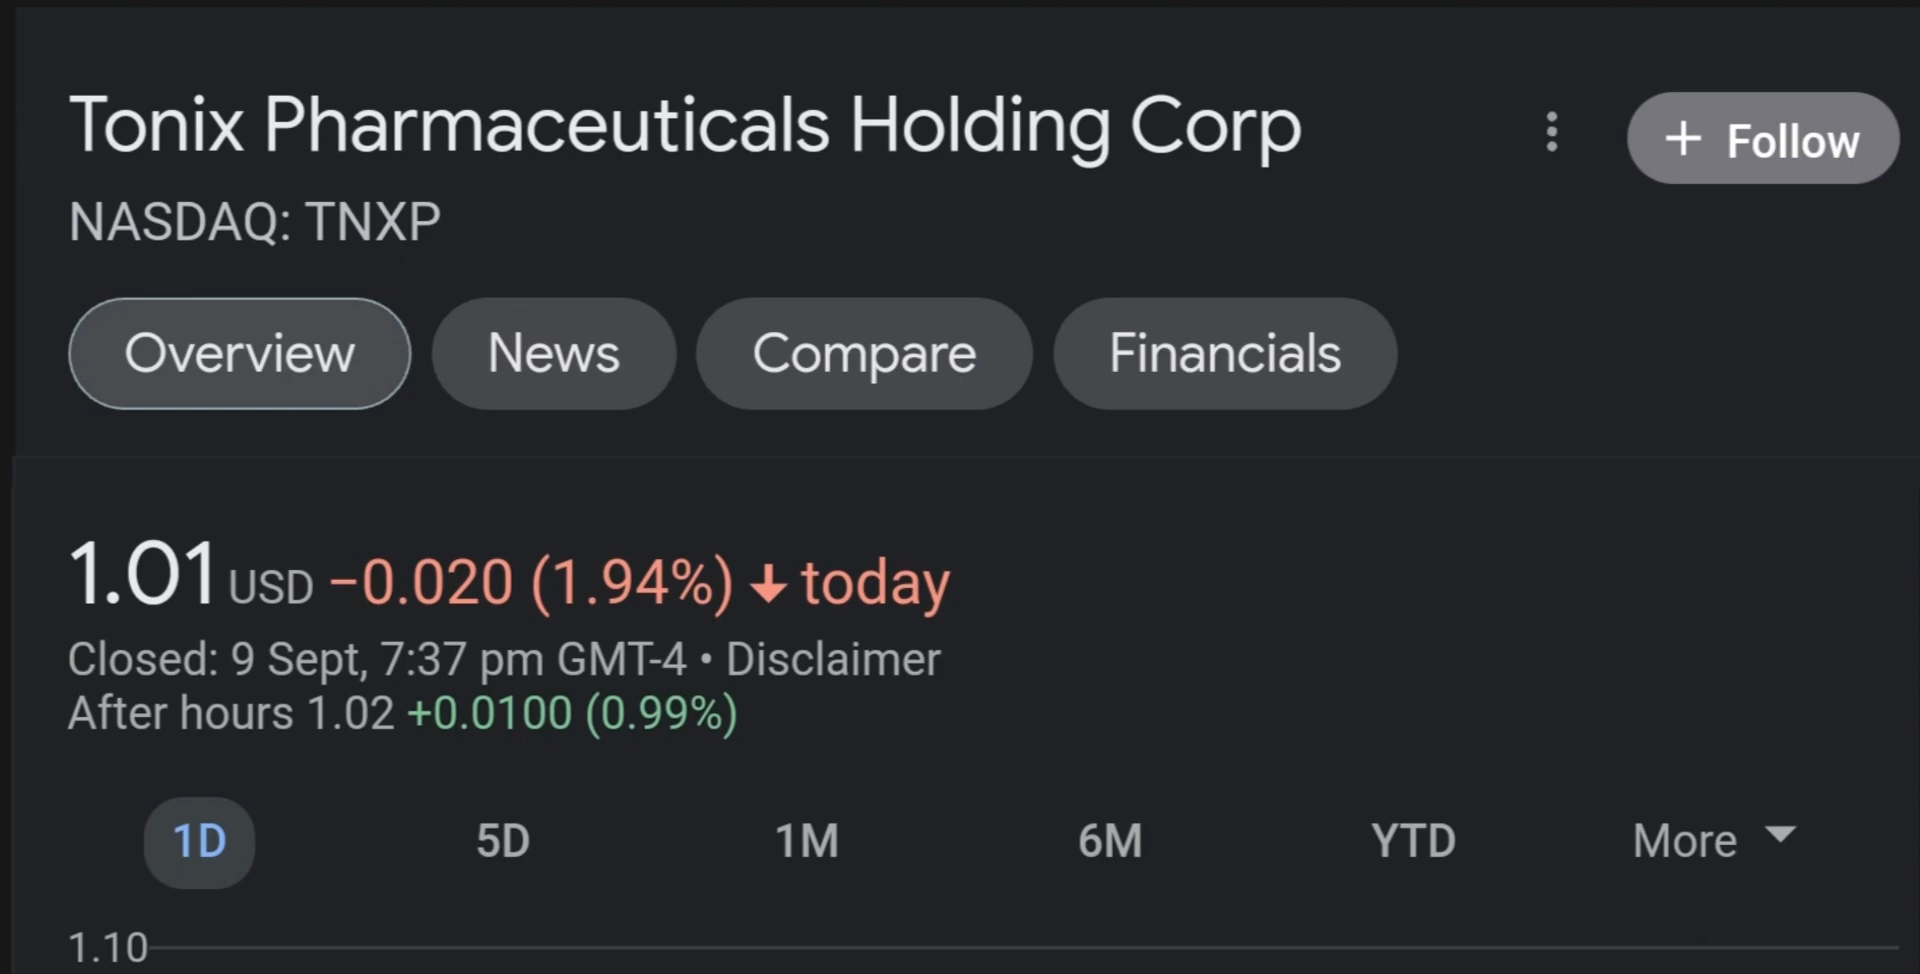 Tonix Pharmaceuticals Holding Corp
+ Follow
NASDAQ: TNXP
Overview News Compare Financials
1.01 USD −0.020 (1.94%) ↓ today
Closed: 9 Sept, 7:37 pm GMT-4 • Disclaimer
After hours 1.02 +0.0100 (0.99%)
1D 5D 1M 6M YTD More
1.10